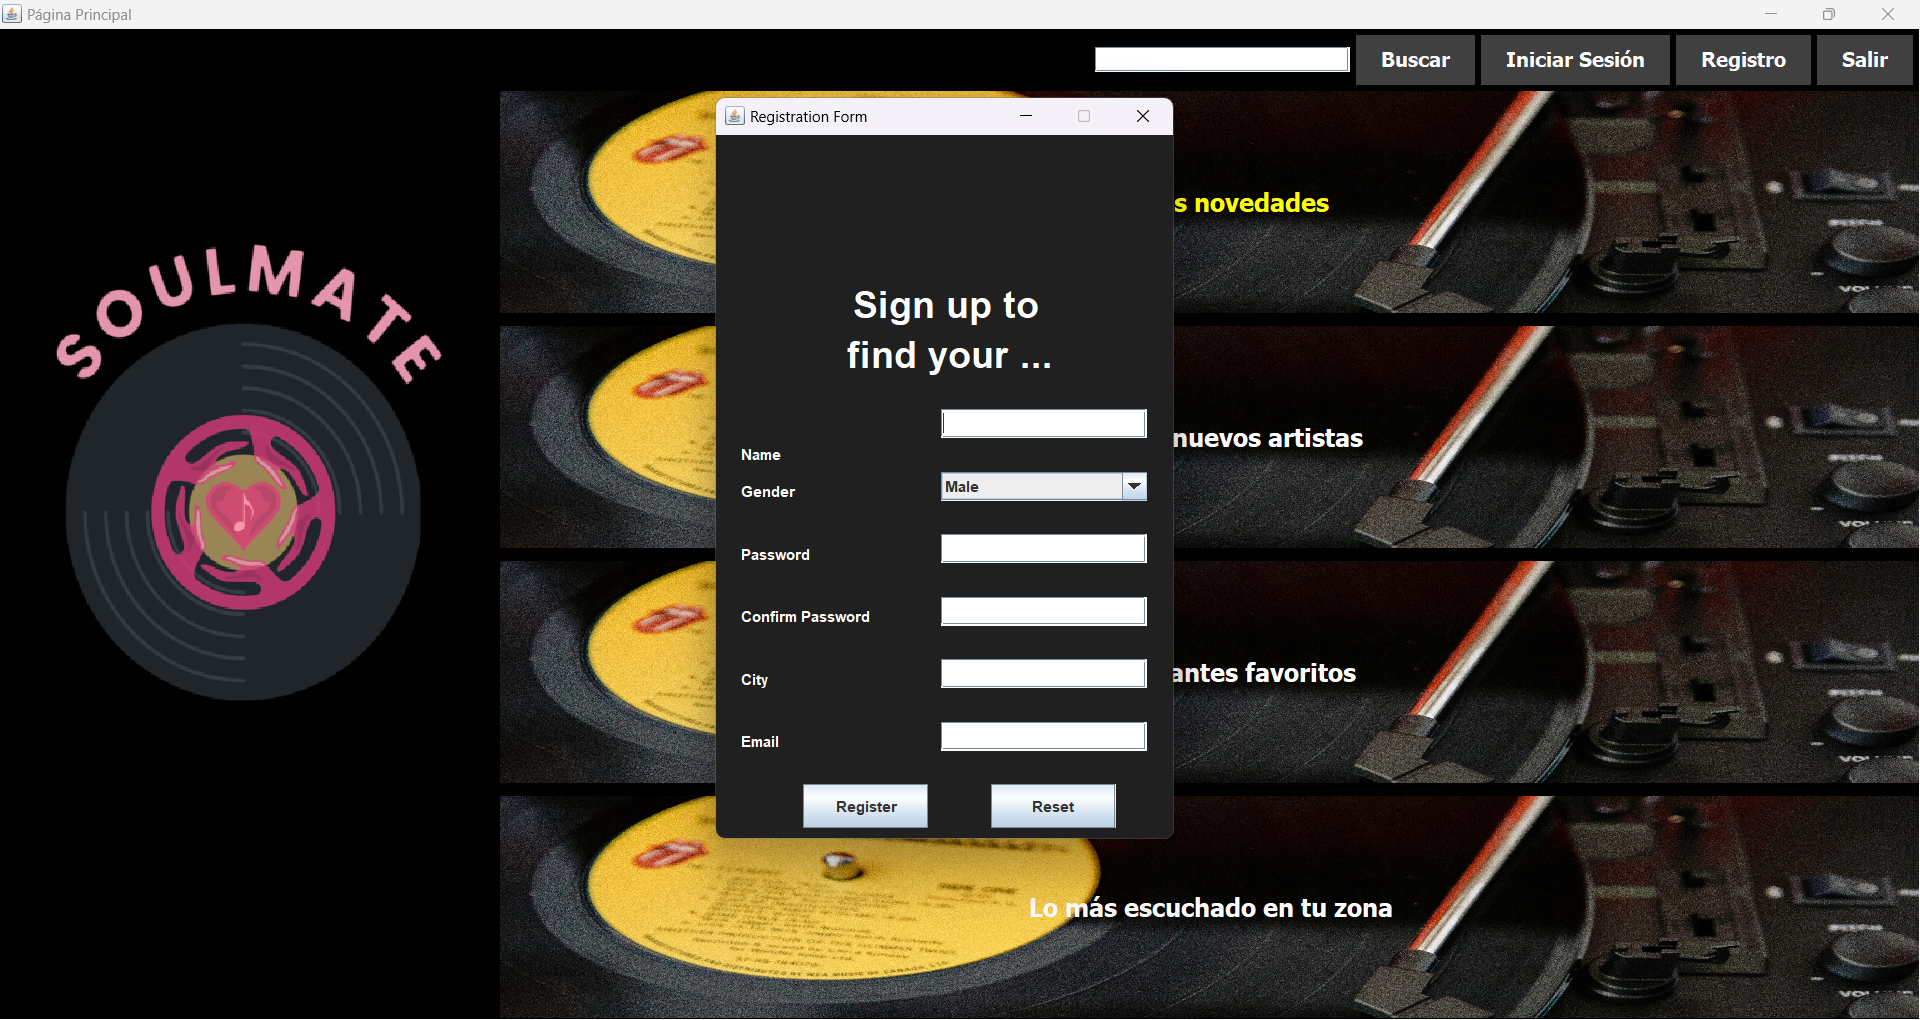 Página Principal
Buscar
Iniciar Sesión
Registro
Salir
SOULMATE
Registration Form
Sign up to
find your ...
Name
Gender
Male
Password
Confirm Password
City
Email
Register
Reset
s novedades
nuevos artistas
antes favoritos
Lo más escuchado en tu zona